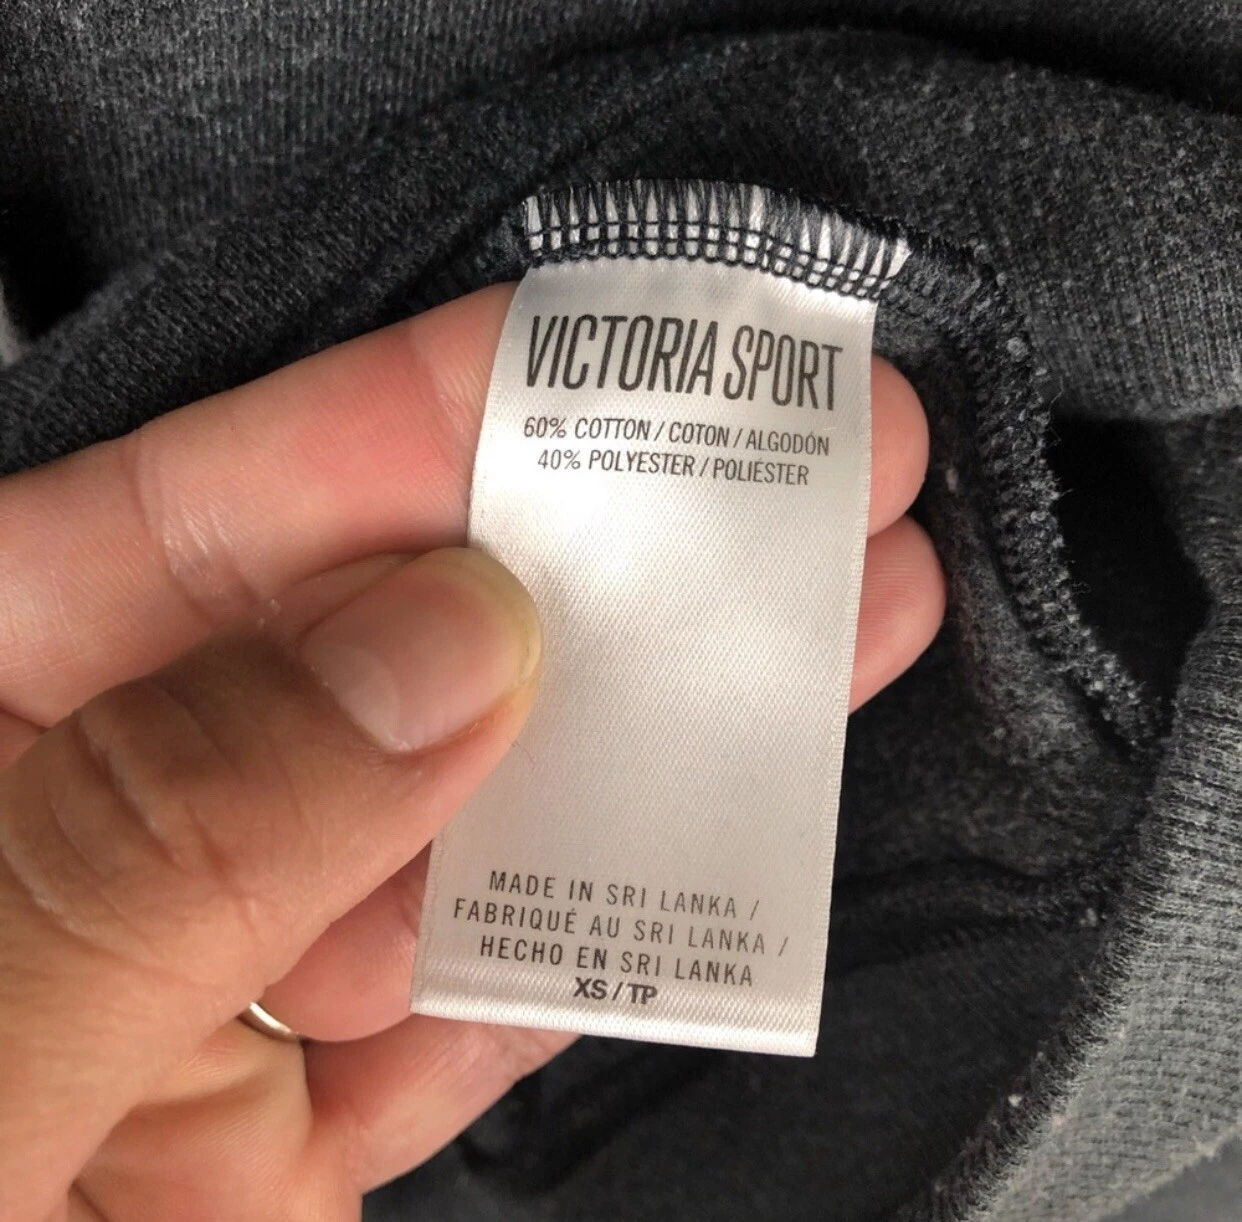 VICTORIA SPORT
60% COTTON / COTON / ALGODÓN
40% POLYESTER / POLIÉSTER
MADE IN SRI LANKA /
FABRIQUÉ AU SRI LANKA /
HECHO EN SRI LANKA
XS / TP